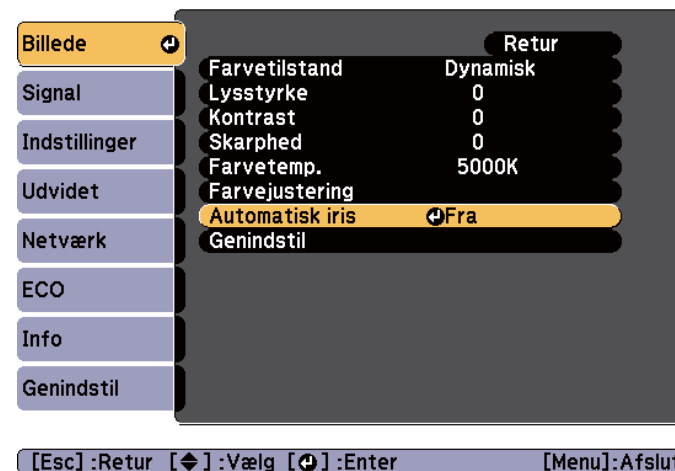 Billede
Signal
Indstillinger
Udvidet
Netværk
ECO
Info
Genindstil
Retur
Farvetilstand Dynamisk
Lysstyrke 0
Kontrast 0
Skarphed 0
Farvetemp. 5000K
Farvejustering
Automatisk iris Fra
Genindstil
[Esc] :Retur [◆] :Vælg [⏎] :Enter [Menu]:Afslut